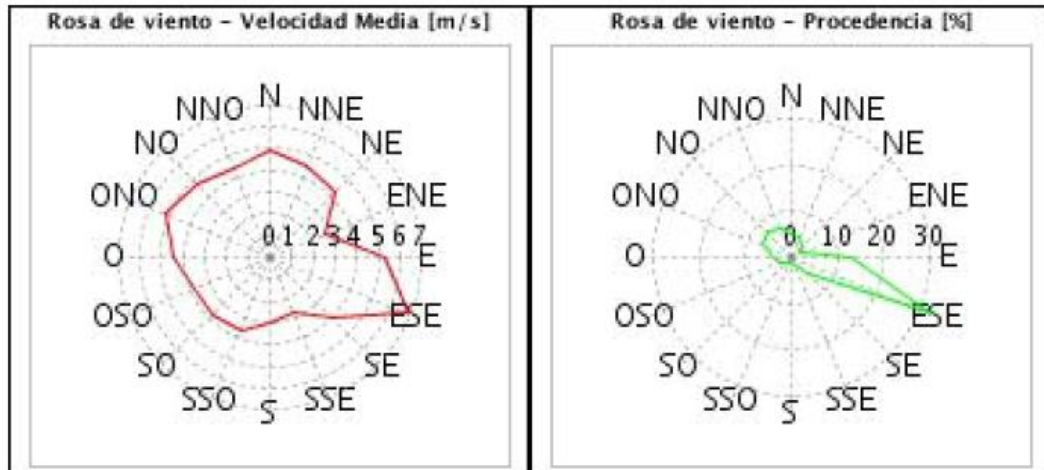 Rosa de viento - Velocidad Media [m/s]
N
NNO NNE
NO NE
ONO ENE
0 1 2 3 4 5 6 7
O E
OSO ESE
SO SE
SSO SSE
S
Rosa de viento - Procedencia [%]
N
NNO NNE
NO NE
ONO ENE
0 10 20 30
O E
OSO ESE
SO SE
SSO SSE
S